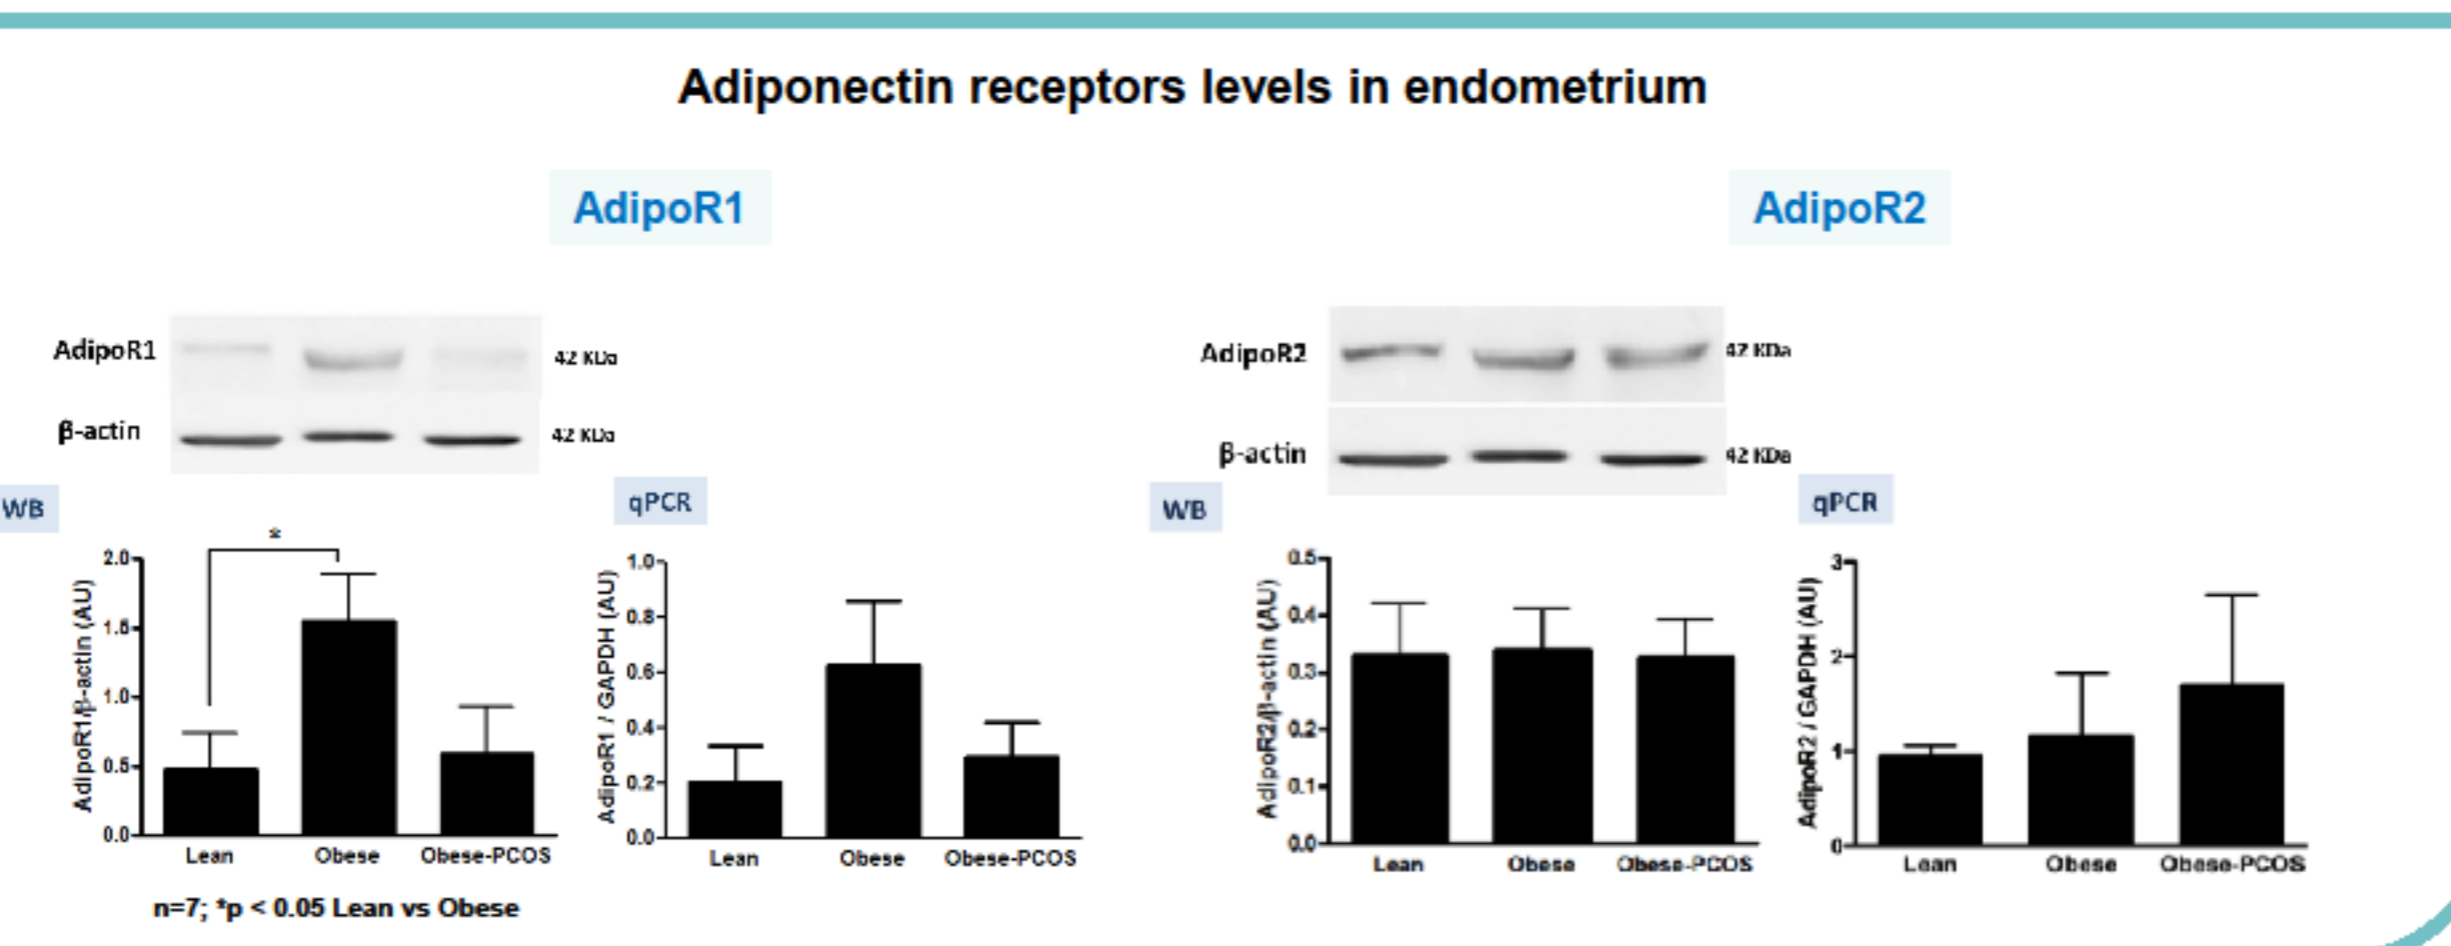 Adiponectin receptors levels in endometrium
AdipoR1
AdipoR2
AdipoR1
42 KDa
β-actin
42 KDa
AdipoR2
42 KDa
β-actin
42 KDa
WB
*
AdipoR1/β-actin (AU)
2.0
1.5
1.0
0.5
0.0
Lean Obese Obese-PCOS
n=7; *p < 0.05 Lean vs Obese
qPCR
AdipoR1 / GAPDH (AU)
1.0
0.8
0.6
0.4
0.2
0.0
Lean Obese Obese-PCOS
WB
AdipoR2/β-actin (AU)
0.5
0.4
0.3
0.2
0.1
0.0
Lean Obese Obese-PCOS
qPCR
AdipoR2 / GAPDH (AU)
3
2
1
0
Lean Obese Obese-PCOS